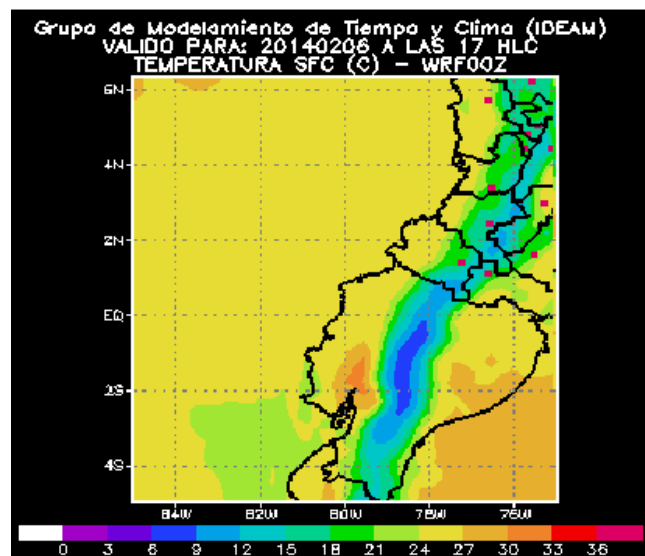 Grupo de Modelamiento de Tiempo y Clima (IDEAM)
VALIDO PARA: 20140206 A LAS 17 HLC
TEMPERATURA SFC (C) - WRF00Z
6N
4N
2N
EQ
2S
4S
84W 82W 80W 78W 76W
0 3 6 9 12 15 18 21 24 27 30 33 36